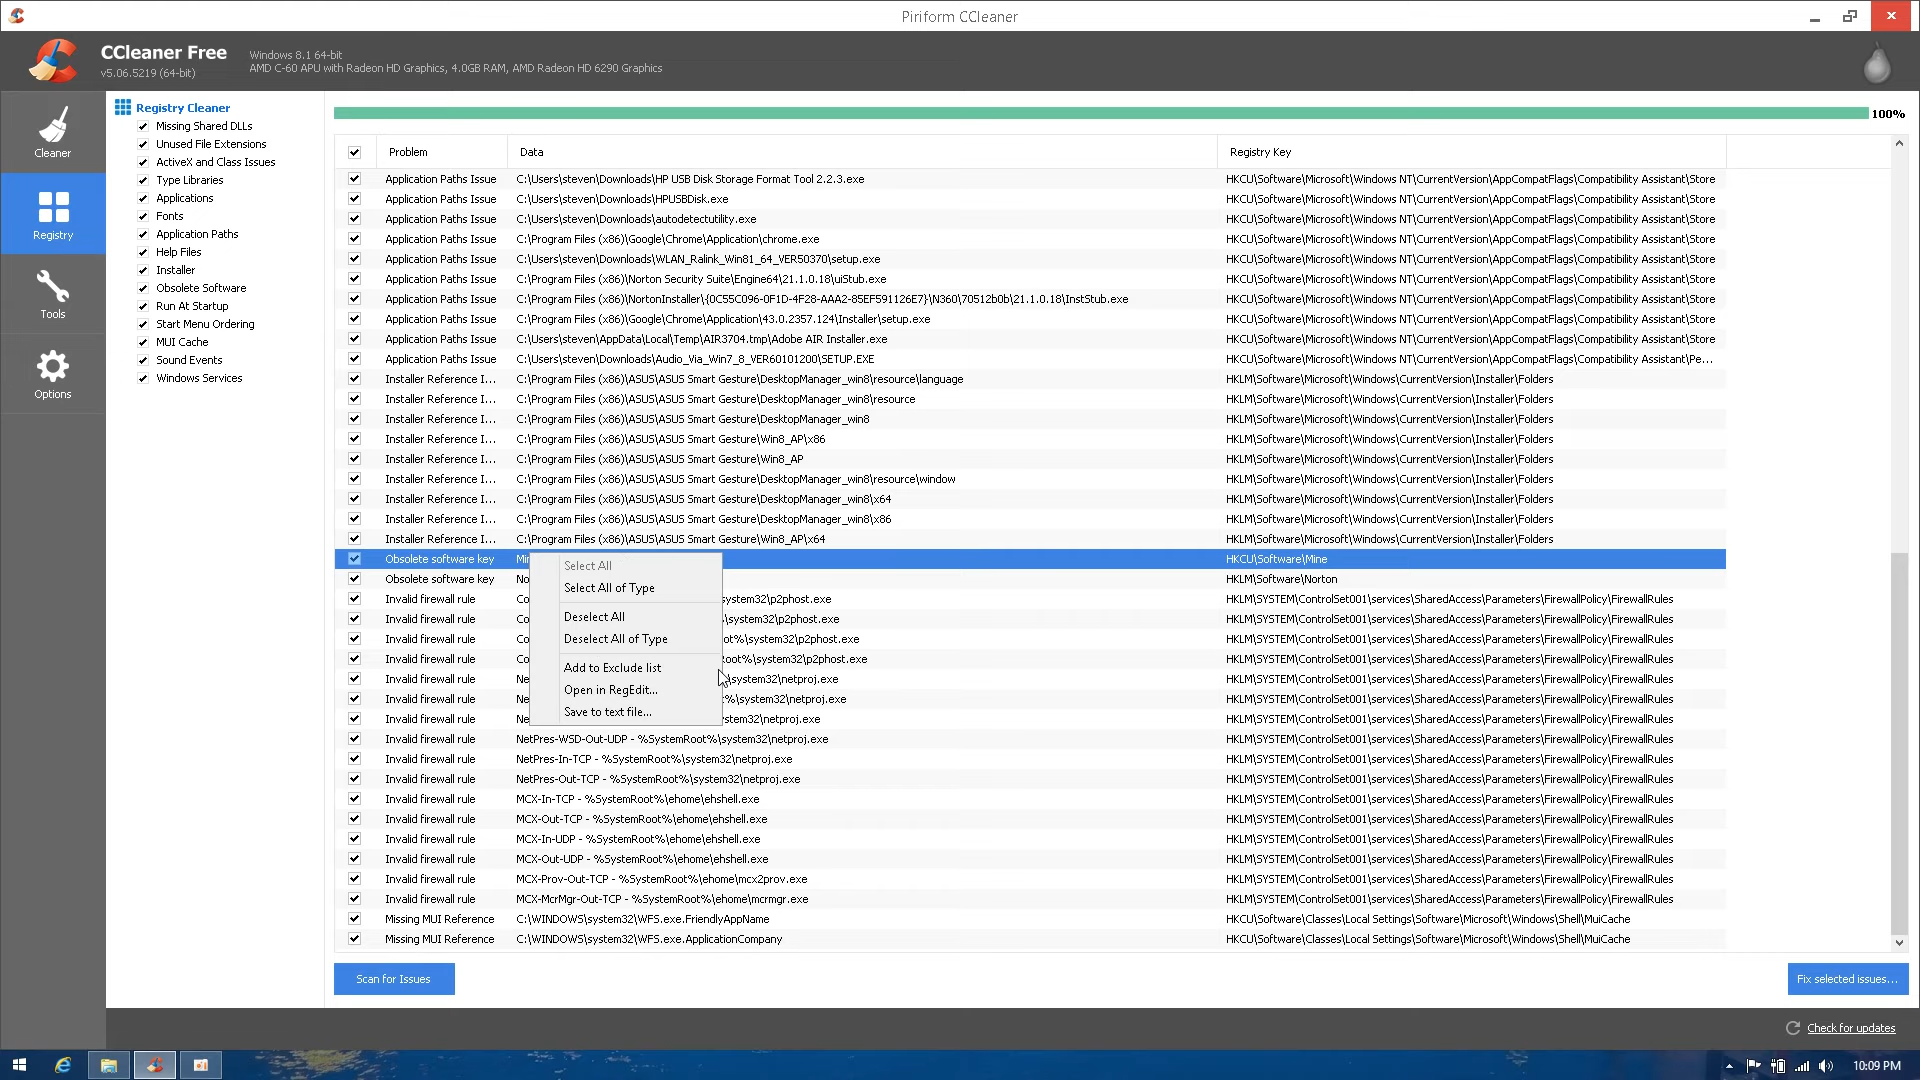 Piriform CCleaner
CCleaner Free
v5.06.5219 (64-bit)
Windows 8.1 64-bit
AMD C-60 APU with Radeon HD Graphics, 4.0GB RAM, AMD Radeon HD 6290 Graphics
Cleaner
Registry
Tools
Options
Registry Cleaner
Missing Shared DLLs
Unused File Extensions
ActiveX and Class Issues
Type Libraries
Applications
Fonts
Application Paths
Help Files
Installer
Obsolete Software
Run At Startup
Start Menu Ordering
MUI Cache
Sound Events
Windows Services
100%
Problem Data Registry Key
Application Paths Issue C:\Users\steven\Downloads\HP USB Disk Storage Format Tool 2.2.3.exe HKCU\Software\Microsoft\Windows NT\CurrentVersion\AppCompatFlags\Compatibility Assistant\Store
Application Paths Issue C:\Users\steven\Downloads\HPUSBDisk.exe HKCU\Software\Microsoft\Windows NT\CurrentVersion\AppCompatFlags\Compatibility Assistant\Store
Application Paths Issue C:\Users\steven\Downloads\autodetectutility.exe HKCU\Software\Microsoft\Windows NT\CurrentVersion\AppCompatFlags\Compatibility Assistant\Store
Application Paths Issue C:\Program Files (x86)\Google\Chrome\Application\chrome.exe HKCU\Software\Microsoft\Windows NT\CurrentVersion\AppCompatFlags\Compatibility Assistant\Store
Application Paths Issue C:\Users\steven\Downloads\WLAN_Ralink_Win81_64_VER50370\setup.exe HKCU\Software\Microsoft\Windows NT\CurrentVersion\AppCompatFlags\Compatibility Assistant\Store
Application Paths Issue C:\Program Files (x86)\Norton Security Suite\Engine64\21.1.0.18\uiStub.exe HKCU\Software\Microsoft\Windows NT\CurrentVersion\AppCompatFlags\Compatibility Assistant\Store
Application Paths Issue C:\Program Files (x86)\NortonInstaller\{0C55C096-0F1D-4F28-AAA2-85EF591126E7}\N360\70512b0b\21.1.0.18\InstStub.exe HKCU\Software\Microsoft\Windows NT\CurrentVersion\AppCompatFlags\Compatibility Assistant\Store
Application Paths Issue C:\Program Files (x86)\Google\Chrome\Application\43.0.2357.124\Installer\setup.exe HKCU\Software\Microsoft\Windows NT\CurrentVersion\AppCompatFlags\Compatibility Assistant\Store
Application Paths Issue C:\Users\steven\AppData\Local\Temp\AIR3704.tmp\Adobe AIR Installer.exe HKCU\Software\Microsoft\Windows NT\CurrentVersion\AppCompatFlags\Compatibility Assistant\Store
Application Paths Issue C:\Users\steven\Downloads\Audio_Via_Win7_8_VER60101200\SETUP.EXE HKCU\Software\Microsoft\Windows NT\CurrentVersion\AppCompatFlags\Compatibility Assistant\Pe...
Installer Reference I... C:\Program Files (x86)\ASUS\ASUS Smart Gesture\DesktopManager_win8\resource\language HKLM\Software\Microsoft\Windows\CurrentVersion\Installer\Folders
Installer Reference I... C:\Program Files (x86)\ASUS\ASUS Smart Gesture\DesktopManager_win8\resource HKLM\Software\Microsoft\Windows\CurrentVersion\Installer\Folders
Installer Reference I... C:\Program Files (x86)\ASUS\ASUS Smart Gesture\DesktopManager_win8 HKLM\Software\Microsoft\Windows\CurrentVersion\Installer\Folders
Installer Reference I... C:\Program Files (x86)\ASUS\ASUS Smart Gesture\Win8_AP\x86 HKLM\Software\Microsoft\Windows\CurrentVersion\Installer\Folders
Installer Reference I... C:\Program Files (x86)\ASUS\ASUS Smart Gesture\Win8_AP HKLM\Software\Microsoft\Windows\CurrentVersion\Installer\Folders
Installer Reference I... C:\Program Files (x86)\ASUS\ASUS Smart Gesture\DesktopManager_win8\resource\window HKLM\Software\Microsoft\Windows\CurrentVersion\Installer\Folders
Installer Reference I... C:\Program Files (x86)\ASUS\ASUS Smart Gesture\DesktopManager_win8\x64 HKLM\Software\Microsoft\Windows\CurrentVersion\Installer\Folders
Installer Reference I... C:\Program Files (x86)\ASUS\ASUS Smart Gesture\DesktopManager_win8\x86 HKLM\Software\Microsoft\Windows\CurrentVersion\Installer\Folders
Installer Reference I... C:\Program Files (x86)\ASUS\ASUS Smart Gesture\Win8_AP\x64 HKLM\Software\Microsoft\Windows\CurrentVersion\Installer\Folders
Obsolete software key HKCU\Software\Mine
Obsolete software key No HKLM\Software\Norton
Invalid firewall rule Co system32\p2phost.exe HKLM\SYSTEM\ControlSet001\services\SharedAccess\Parameters\FirewallPolicy\FirewallRules
Invalid firewall rule Co \system32\p2phost.exe HKLM\SYSTEM\ControlSet001\services\SharedAccess\Parameters\FirewallPolicy\FirewallRules
Invalid firewall rule Co ot%\system32\p2phost.exe HKLM\SYSTEM\ControlSet001\services\SharedAccess\Parameters\FirewallPolicy\FirewallRules
Invalid firewall rule Co oot%\system32\p2phost.exe HKLM\SYSTEM\ControlSet001\services\SharedAccess\Parameters\FirewallPolicy\FirewallRules
Invalid firewall rule Ne \system32\netproj.exe HKLM\SYSTEM\ControlSet001\services\SharedAccess\Parameters\FirewallPolicy\FirewallRules
Invalid firewall rule Ne %\system32\netproj.exe HKLM\SYSTEM\ControlSet001\services\SharedAccess\Parameters\FirewallPolicy\FirewallRules
Invalid firewall rule Ne system32\netproj.exe HKLM\SYSTEM\ControlSet001\services\SharedAccess\Parameters\FirewallPolicy\FirewallRules
Invalid firewall rule NetPres-WSD-Out-UDP - %SystemRoot%\system32\netproj.exe HKLM\SYSTEM\ControlSet001\services\SharedAccess\Parameters\FirewallPolicy\FirewallRules
Invalid firewall rule NetPres-In-TCP - %SystemRoot%\system32\netproj.exe HKLM\SYSTEM\ControlSet001\services\SharedAccess\Parameters\FirewallPolicy\FirewallRules
Invalid firewall rule NetPres-Out-TCP - %SystemRoot%\system32\netproj.exe HKLM\SYSTEM\ControlSet001\services\SharedAccess\Parameters\FirewallPolicy\FirewallRules
Invalid firewall rule MCX-In-TCP - %SystemRoot%\ehome\ehshell.exe HKLM\SYSTEM\ControlSet001\services\SharedAccess\Parameters\FirewallPolicy\FirewallRules
Invalid firewall rule MCX-Out-TCP - %SystemRoot%\ehome\ehshell.exe HKLM\SYSTEM\ControlSet001\services\SharedAccess\Parameters\FirewallPolicy\FirewallRules
Invalid firewall rule MCX-In-UDP - %SystemRoot%\ehome\ehshell.exe HKLM\SYSTEM\ControlSet001\services\SharedAccess\Parameters\FirewallPolicy\FirewallRules
Invalid firewall rule MCX-Out-UDP - %SystemRoot%\ehome\ehshell.exe HKLM\SYSTEM\ControlSet001\services\SharedAccess\Parameters\FirewallPolicy\FirewallRules
Invalid firewall rule MCX-Prov-Out-TCP - %SystemRoot%\ehome\mcx2prov.exe HKLM\SYSTEM\ControlSet001\services\SharedAccess\Parameters\FirewallPolicy\FirewallRules
Invalid firewall rule MCX-McrMgr-Out-TCP - %SystemRoot%\ehome\mcrmgr.exe HKLM\SYSTEM\ControlSet001\services\SharedAccess\Parameters\FirewallPolicy\FirewallRules
Missing MUI Reference C:\WINDOWS\system32\WFS.exe.FriendlyAppName HKCU\Software\Classes\Local Settings\Software\Microsoft\Windows\Shell\MuiCache
Missing MUI Reference C:\WINDOWS\system32\WFS.exe.ApplicationCompany HKCU\Software\Classes\Local Settings\Software\Microsoft\Windows\Shell\MuiCache
Select All
Select All of Type
Deselect All
Deselect All of Type
Add to Exclude list
Open in RegEdit...
Save to text file...
Scan for Issues
Fix selected issues...
Check for updates
10:09 PM